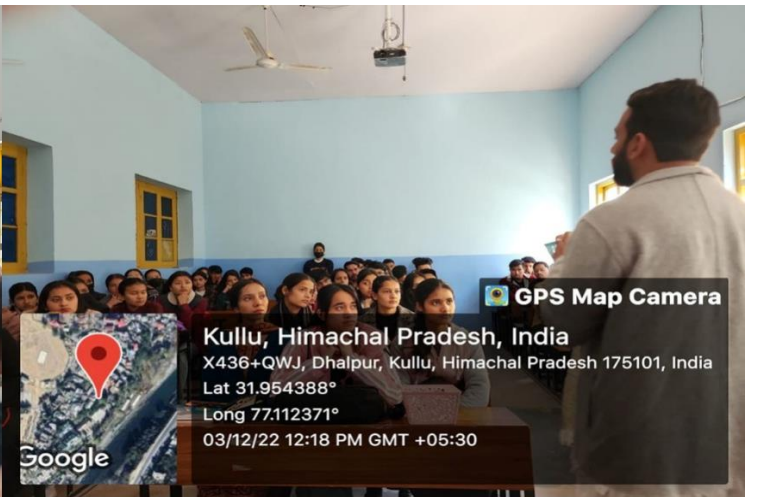 GPS Map Camera
Kullu, Himachal Pradesh, India
X436+QWJ, Dhalpur, Kullu, Himachal Pradesh 175101, India
Lat 31.954388°
Long 77.112371°
03/12/22 12:18 PM GMT +05:30
Google